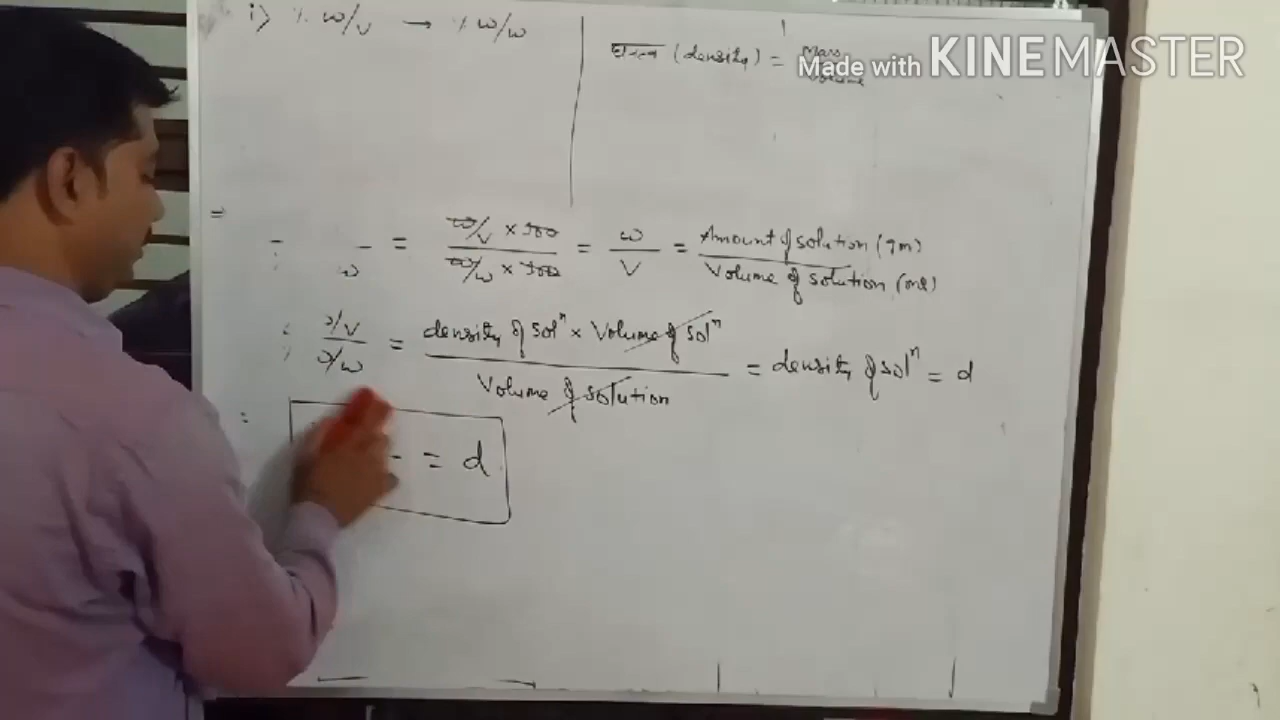 i) % w/v → % w/w
घनत्व (density) = Mass
Made with KINEMASTER
=
w = w/v × 100 / w/w × 100 = w / V = Amount of solution (gm) / Volume of solution (ml)
/v / /w = density of solⁿ × Volume of solⁿ / Volume of solution = density of solⁿ = d
= d